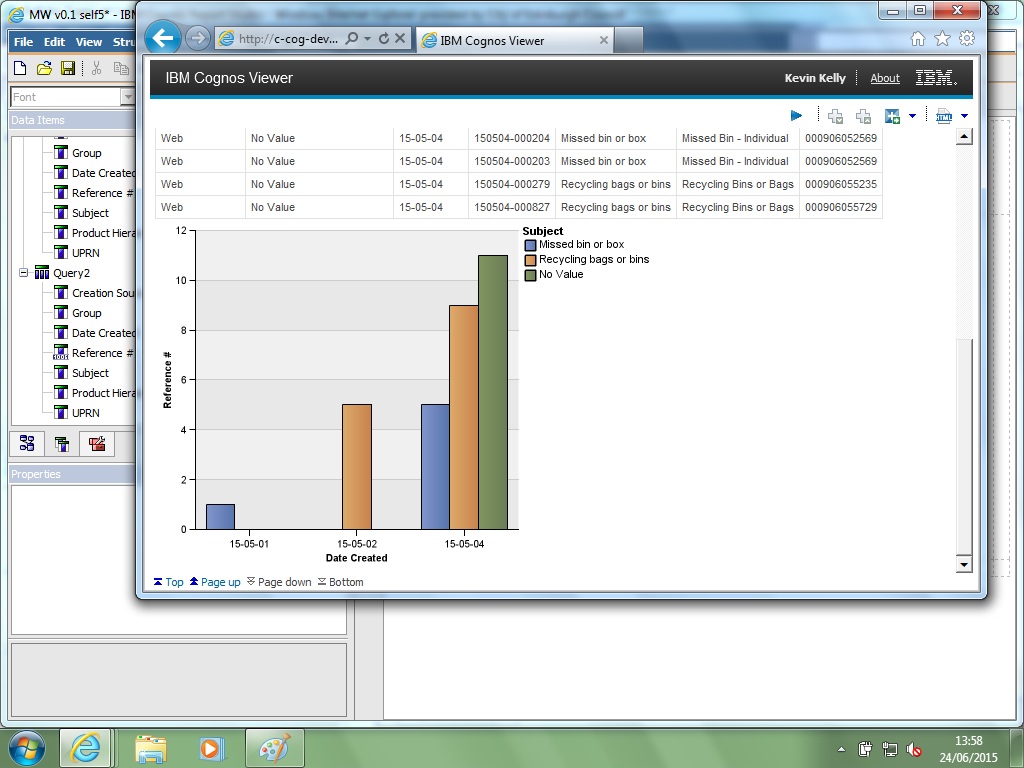 MW v0.1 self5* - IB
File Edit View Stru
Font
Data Items
Group
Date Created
Reference #
Subject
Product Hiera
UPRN
Query2
Creation Sou
Group
Date Created
Reference #
Subject
Product Hiera
UPRN
Properties
http://c-cog-dev...
IBM Cognos Viewer
IBM Cognos Viewer
Kevin Kelly About IBM.
HTML
Web No Value 15-05-04 150504-000204 Missed bin or box Missed Bin - Individual 000906052569
Web No Value 15-05-04 150504-000203 Missed bin or box Missed Bin - Individual 000906052569
Web No Value 15-05-04 150504-000279 Recycling bags or bins Recycling Bins or Bags 000906055235
Web No Value 15-05-04 150504-000827 Recycling bags or bins Recycling Bins or Bags 000906055729
12
10
8
6
4
2
0
Reference #
15-05-01 15-05-02 15-05-04
Date Created
Subject
Missed bin or box
Recycling bags or bins
No Value
Top Page up Page down Bottom
13:58
24/06/2015